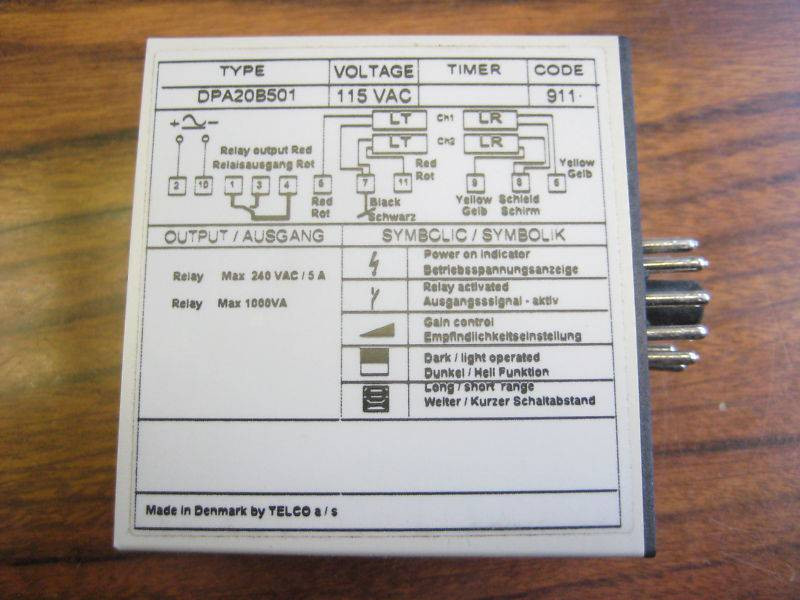 TYPE VOLTAGE TIMER CODE
DPA20B501 115 VAC 911
+ −
LT Ch1 LR
LT Ch2 LR
Relay output Red
Relaisausgang Rot
Red
Rot
Yellow
Gelb
2 10 1 3 4 5 7 11 9 8 6
Red
Rot
Black
Schwarz
Yellow
Gelb
Schield
Schirm
OUTPUT / AUSGANG
Relay Max 240 VAC / 5 A
Relay Max 1000VA
SYMBOLIC / SYMBOLIK
Power on indicator
Betriebsspannungsanzeige
Relay activated
Ausgangsssignal - aktiv
Gain control
Empfindlichkeitseinstellung
Dark / light operated
Dunkel / Hell Funktion
Long / short range
Weiter / Kurzer Schaltabstand
Made in Denmark by TELCO a / s